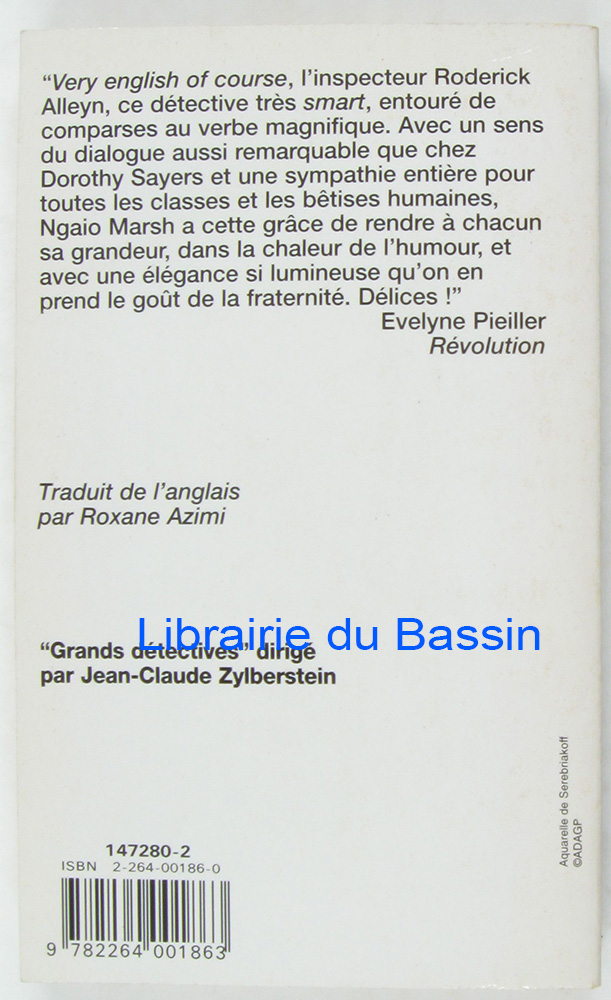 “Very english of course, l’inspecteur Roderick
Alleyn, ce détective très smart, entouré de
comparses au verbe magnifique. Avec un sens
du dialogue aussi remarquable que chez
Dorothy Sayers et une sympathie entière pour
toutes les classes et les bêtises humaines,
Ngaio Marsh a cette grâce de rendre à chacun
sa grandeur, dans la chaleur de l’humour, et
avec une élégance si lumineuse qu’on en
prend le goût de la fraternité. Délices !”
Evelyne Pieiller
Révolution
Traduit de l’anglais
par Roxane Azimi
Librairie du Bassin
“Grands détectives” dirigé
par Jean-Claude Zylberstein
Aquarelle de Serebriakoff
©ADAGP
147280-2
ISBN 2-264-00186-0
9 782264 001863